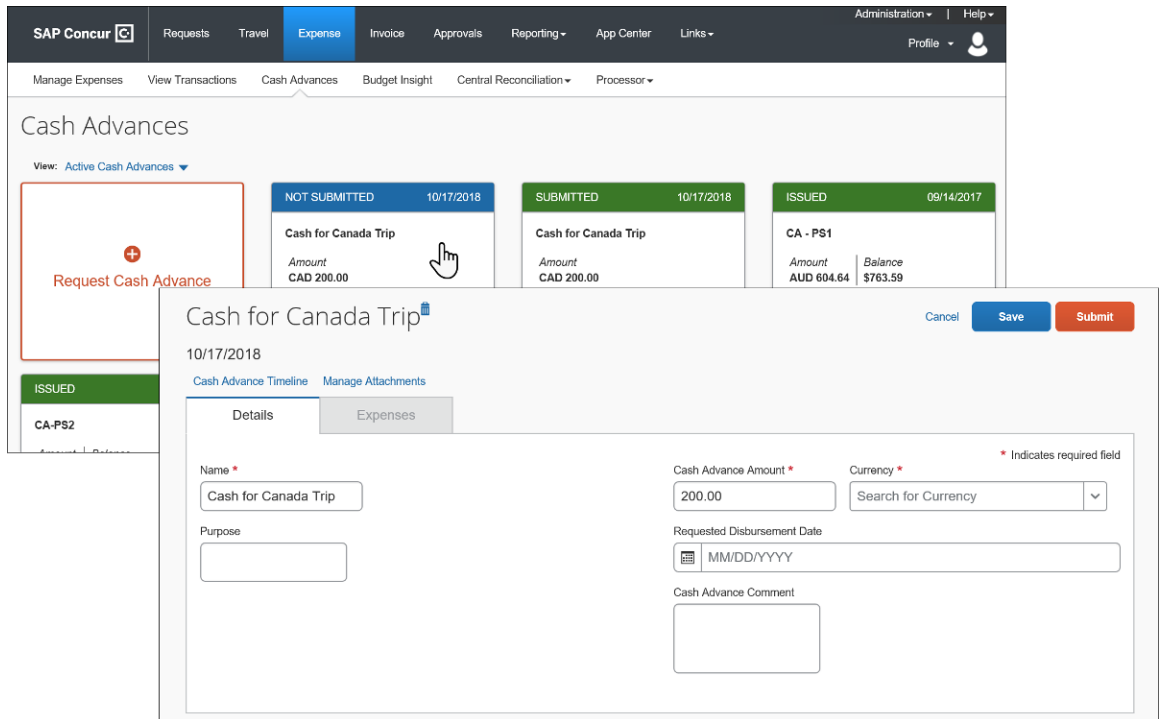 Administration | Help
SAP Concur C Requests Travel Expense Invoice Approvals Reporting App Center Links
Profile
Manage Expenses View Transactions Cash Advances Budget Insight Central Reconciliation Processor
Cash Advances
View: Active Cash Advances
NOT SUBMITTED 10/17/2018
SUBMITTED 10/17/2018
ISSUED 09/14/2017
Cash for Canada Trip
Cash for Canada Trip
CA - PS1
Amount
Amount
Amount Balance
CAD 200.00
CAD 200.00
AUD 604.64 $763.59
Request Cash Advance
ISSUED
CA-PS2
Amount Balance
Cash for Canada Trip
Cancel Save Submit
10/17/2018
Cash Advance Timeline Manage Attachments
Details Expenses
* Indicates required field
Name *
Cash Advance Amount * Currency *
Cash for Canada Trip
200.00 Search for Currency
Purpose
Requested Disbursement Date
MM/DD/YYYY
Cash Advance Comment